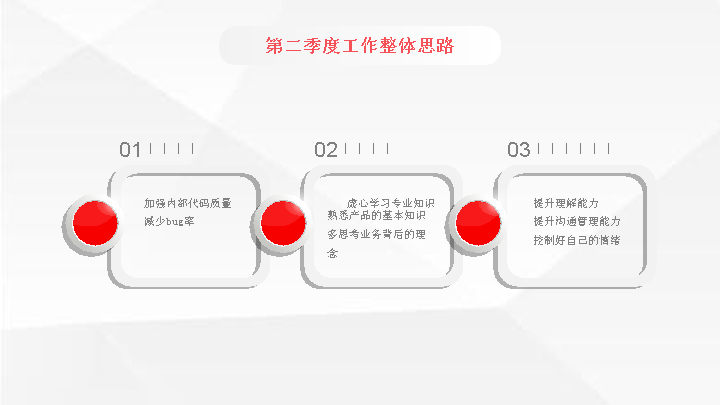 第二季度工作整体思路
01
加强内部代码质量
减少bug率
02
虚心学习专业知识
熟悉产品的基本知识
多思考业务背后的理
念
03
提升理解能力
提升沟通管理能力
控制好自己的情绪